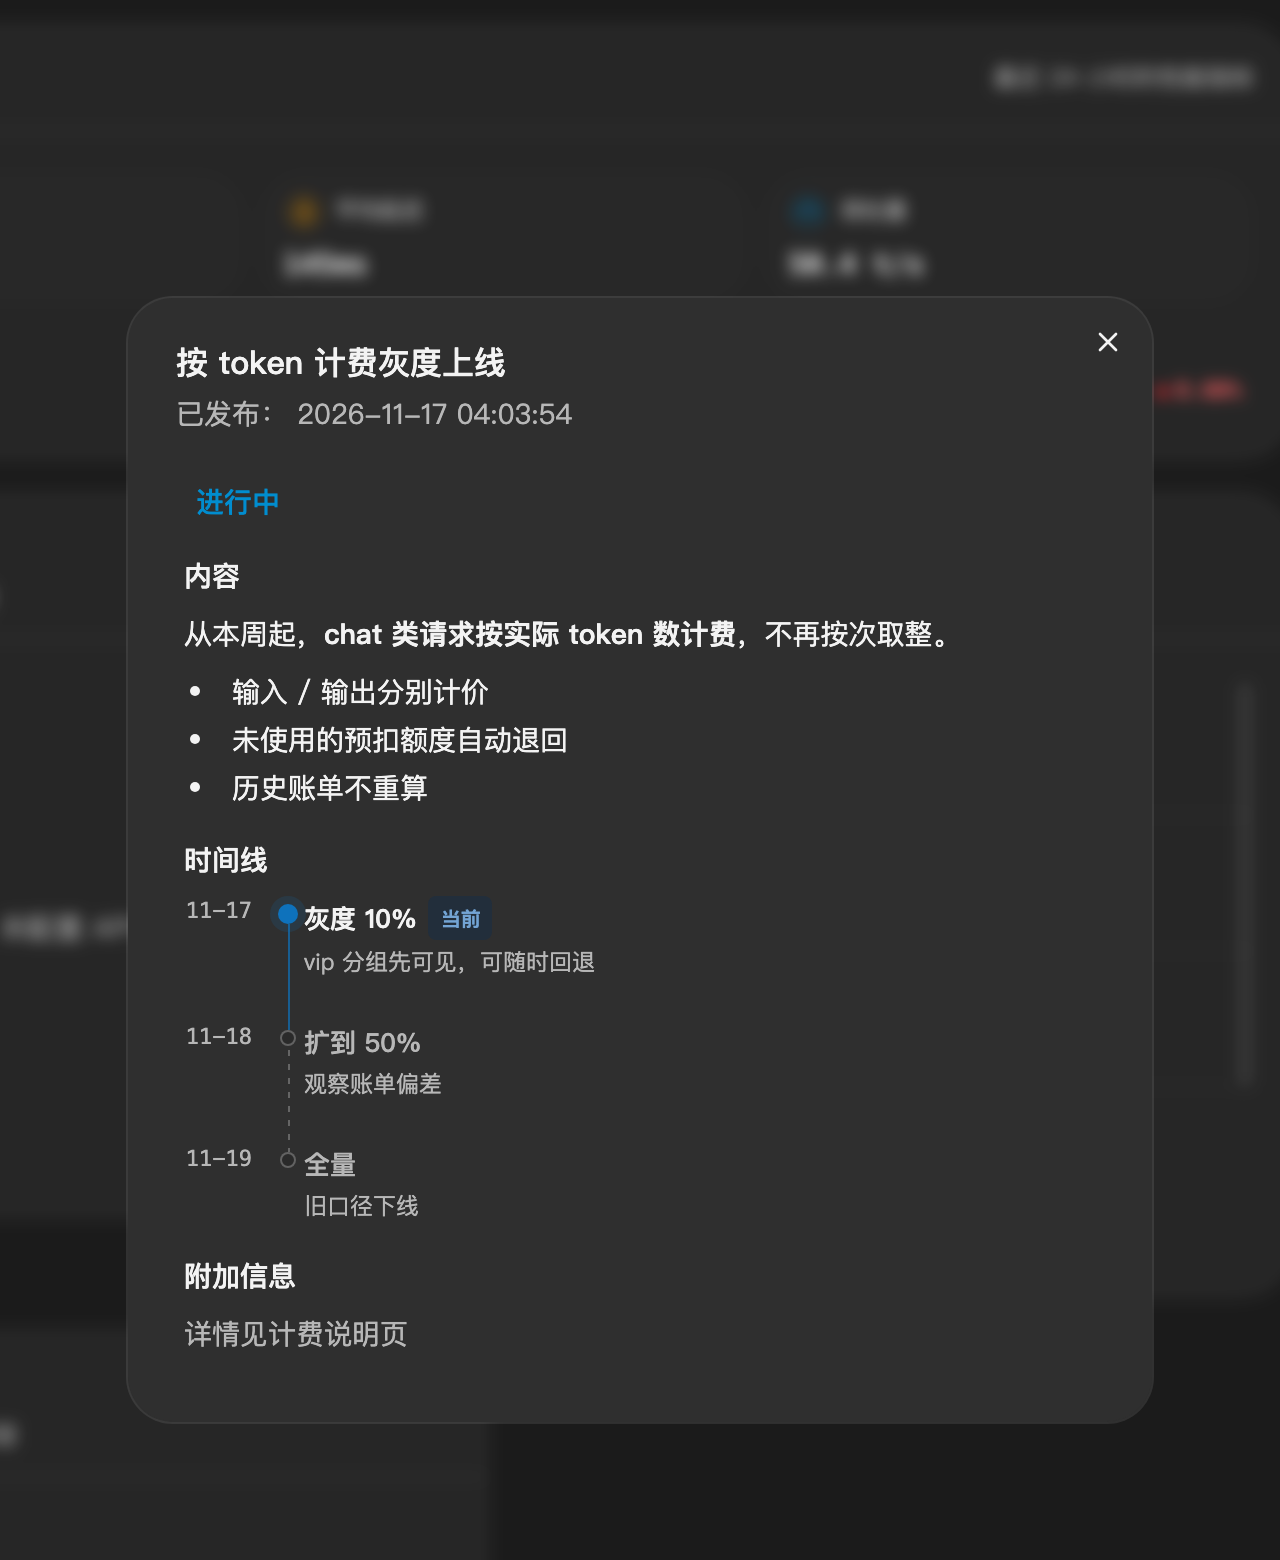 按 token 计费灰度上线
已发布： 2026-11-17 04:03:54
进行中
内容
从本周起，chat 类请求按实际 token 数计费，不再按次取整。
• 输入 / 输出分别计价
• 未使用的预扣额度自动退回
• 历史账单不重算
时间线
11-17 灰度 10% 当前
vip 分组先可见，可随时回退
11-18 扩到 50%
观察账单偏差
11-19 全量
旧口径下线
附加信息
详情见计费说明页